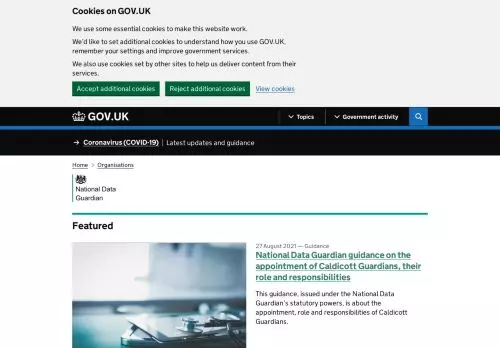 Cookies on GOV.UK
We use some essential cookies to make this website work.
We'd like to set additional cookies to understand how you use GOV.UK,
remember your settings and improve government services.
We also use cookies set by other sites to help us deliver content from their
services.
Accept additional cookies Reject additional cookies View cookies
GOV.UK Topics Government activity
→ Coronavirus (COVID-19) Latest updates and guidance
Home > Organisations
National Data
Guardian
Featured
27 August 2021 — Guidance
National Data Guardian guidance on the
appointment of Caldicott Guardians, their
role and responsibilities
This guidance, issued under the National Data
Guardian's statutory powers, is about the
appointment, role and responsibilities of Caldicott
Guardians.